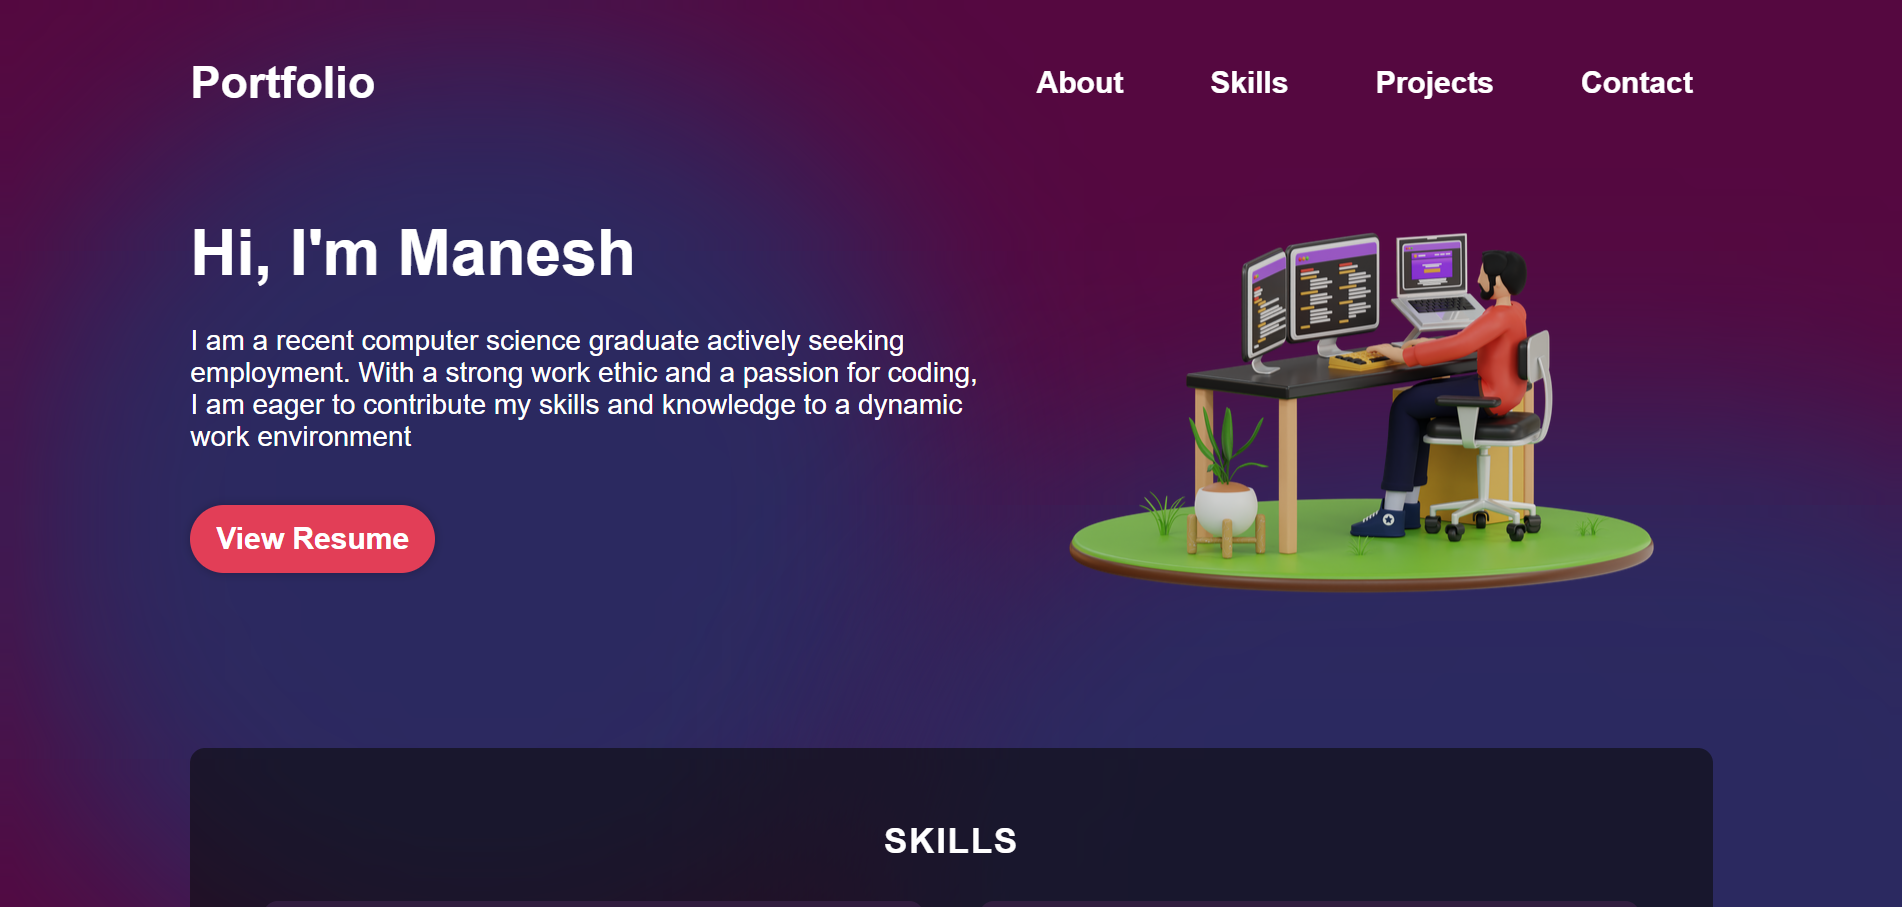 Portfolio
About
Skills
Projects
Contact
Hi, I'm Manesh
I am a recent computer science graduate actively seeking
employment. With a strong work ethic and a passion for coding,
I am eager to contribute my skills and knowledge to a dynamic
work environment
View Resume
SKILLS